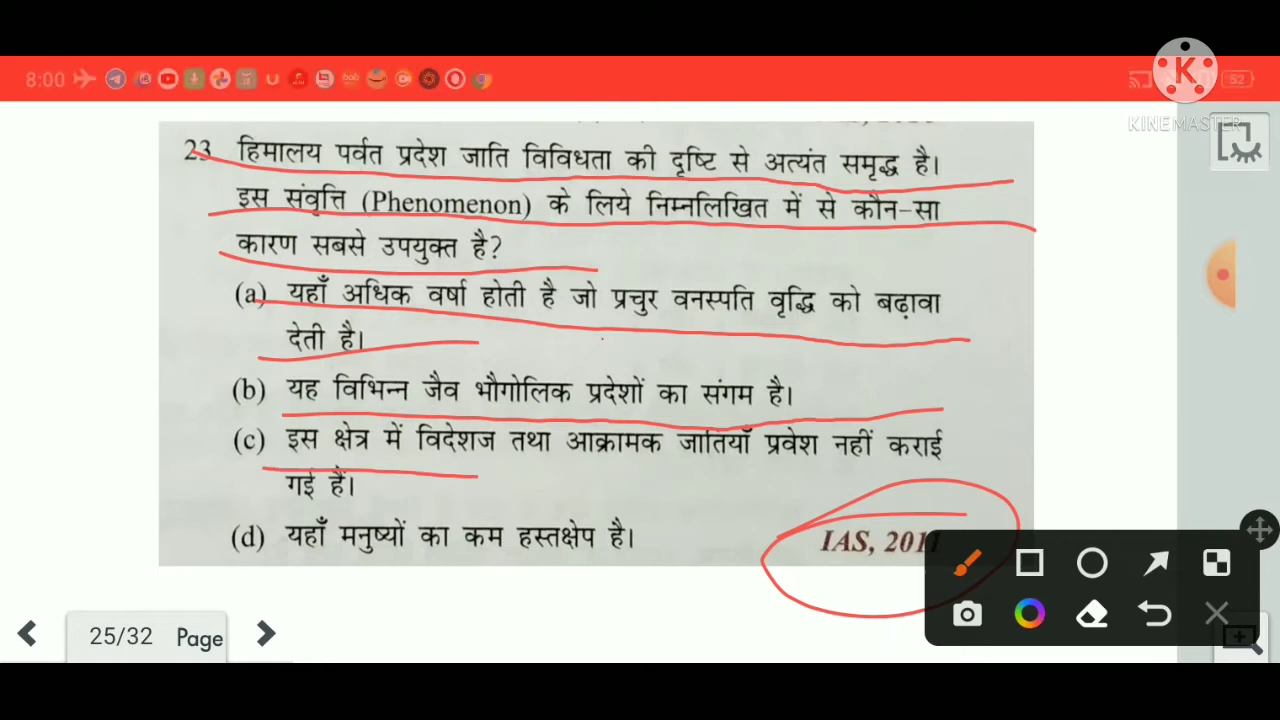 8:00
52
KINEMASTER
23 हिमालय पर्वत प्रदेश जाति विविधता की दृष्टि से अत्यंत समृद्ध है।
इस संवृत्ति (Phenomenon) के लिये निम्नलिखित में से कौन-सा
कारण सबसे उपयुक्त है?
(a) यहाँ अधिक वर्षा होती है जो प्रचुर वनस्पति वृद्धि को बढ़ावा
देती है।
(b) यह विभिन्न जैव भौगोलिक प्रदेशों का संगम है।
(c) इस क्षेत्र में विदेशज तथा आक्रामक जातियाँ प्रवेश नहीं कराई
गई हैं।
(d) यहाँ मनुष्यों का कम हस्तक्षेप है।
IAS, 2011
25/32 Page